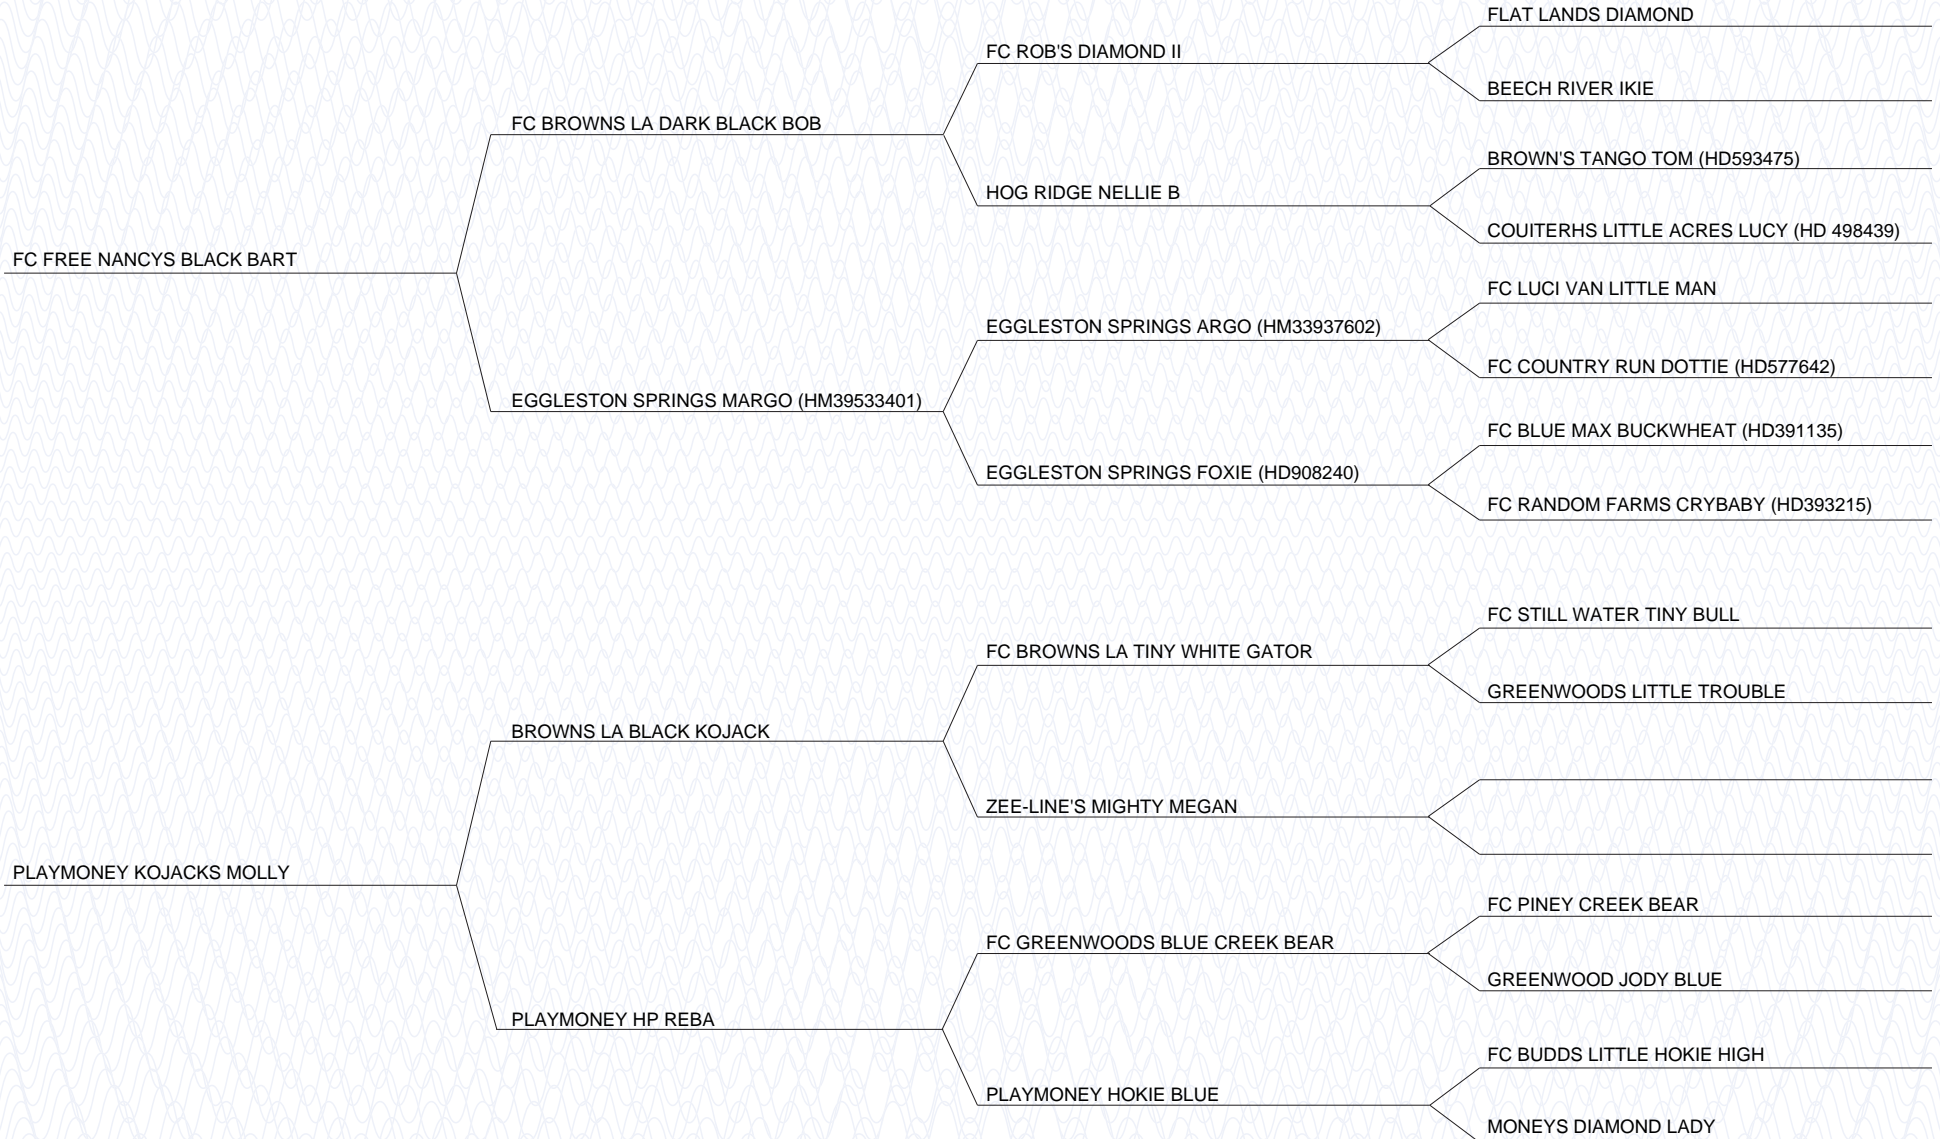 FLAT LANDS DIAMOND
FC ROB'S DIAMOND II
BEECH RIVER IKIE
FC BROWNS LA DARK BLACK BOB
BROWN'S TANGO TOM (HD593475)
HOG RIDGE NELLIE B
COUITERHS LITTLE ACRES LUCY (HD 498439)
FC FREE NANCYS BLACK BART
FC LUCI VAN LITTLE MAN
EGGLESTON SPRINGS ARGO (HM33937602)
FC COUNTRY RUN DOTTIE (HD577642)
EGGLESTON SPRINGS MARGO (HM39533401)
FC BLUE MAX BUCKWHEAT (HD391135)
EGGLESTON SPRINGS FOXIE (HD908240)
FC RANDOM FARMS CRYBABY (HD393215)
FC STILL WATER TINY BULL
FC BROWNS LA TINY WHITE GATOR
GREENWOODS LITTLE TROUBLE
BROWNS LA BLACK KOJACK
ZEE-LINE'S MIGHTY MEGAN
PLAYMONEY KOJACKS MOLLY
FC PINEY CREEK BEAR
FC GREENWOODS BLUE CREEK BEAR
GREENWOOD JODY BLUE
PLAYMONEY HP REBA
FC BUDDS LITTLE HOKIE HIGH
PLAYMONEY HOKIE BLUE
MONEYS DIAMOND LADY